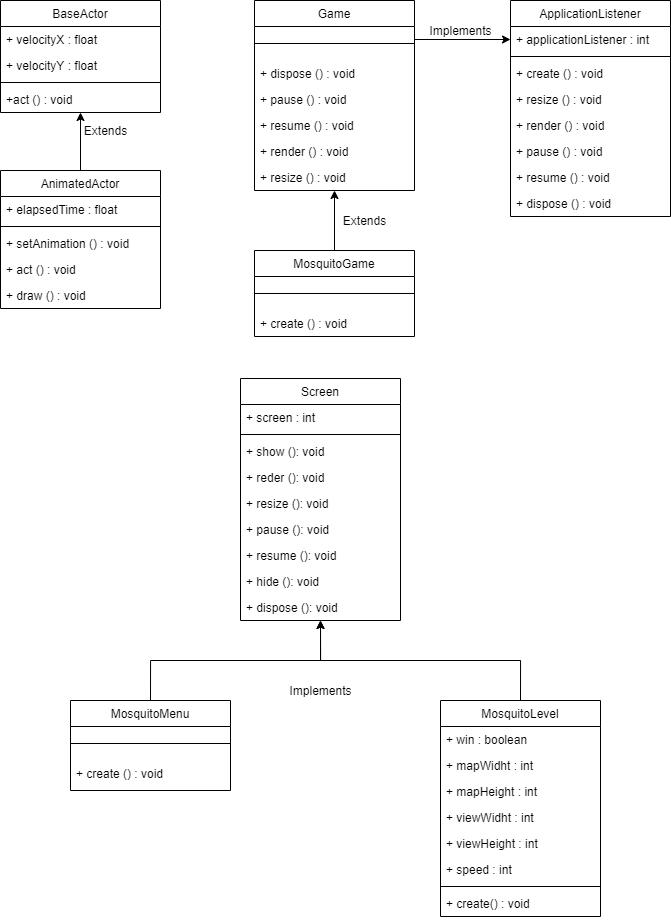 BaseActor
+ velocityX : float
+ velocityY : float
+act () : void
Extends
AnimatedActor
+ elapsedTime : float
+ setAnimation () : void
+ act () : void
+ draw () : void
Game
+ dispose () : void
+ pause () : void
+ resume () : void
+ render () : void
+ resize () : void
Implements
ApplicationListener
+ applicationListener : int
+ create () : void
+ resize () : void
+ render () : void
+ pause () : void
+ resume () : void
+ dispose () : void
Extends
MosquitoGame
+ create () : void
Screen
+ screen : int
+ show (): void
+ reder (): void
+ resize (): void
+ pause (): void
+ resume (): void
+ hide (): void
+ dispose (): void
Implements
MosquitoMenu
+ create () : void
MosquitoLevel
+ win : boolean
+ mapWidht : int
+ mapHeight : int
+ viewWidht : int
+ viewHeight : int
+ speed : int
+ create() : void